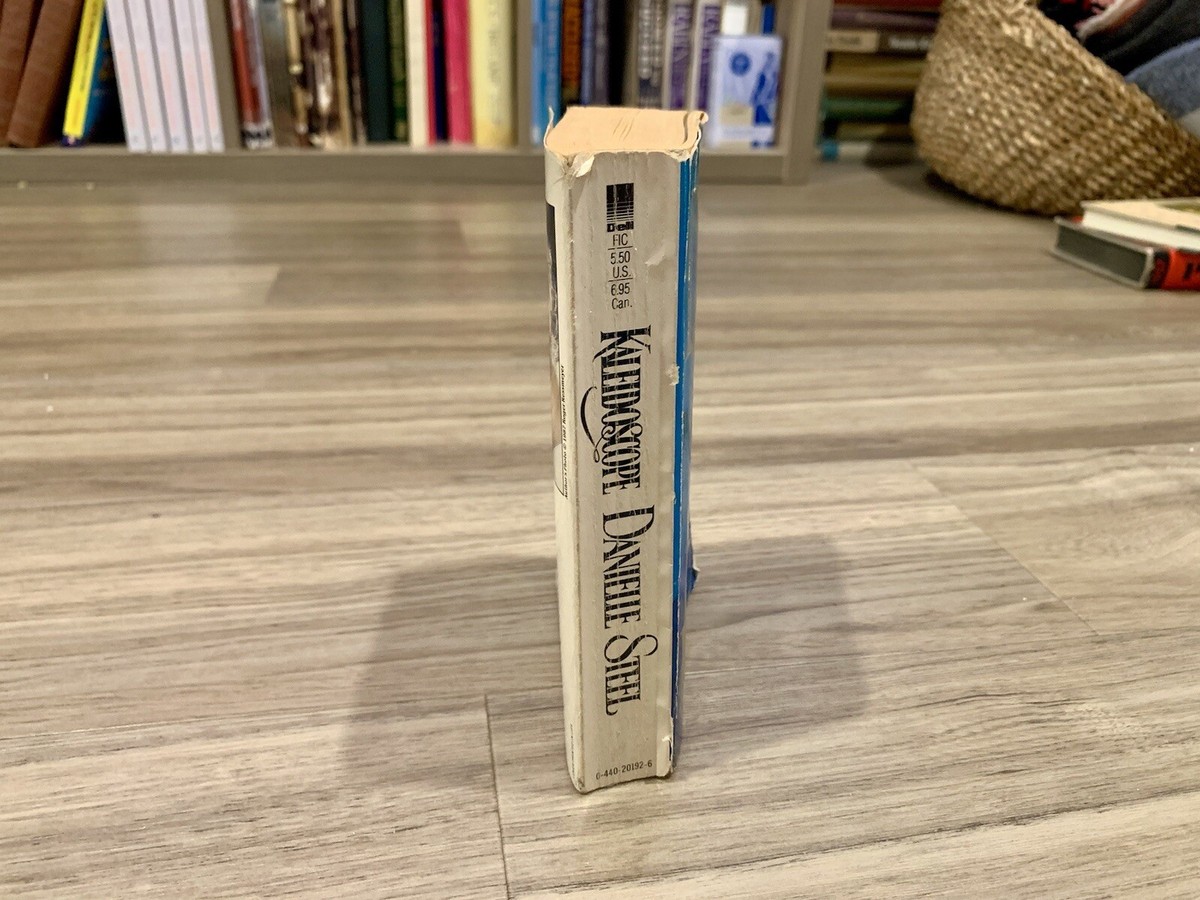 Dell
FIC
5.50
U.S.
6.95
Can.
KALEIDOSCOPE DANIELLE STEEL
0-440-20192-6